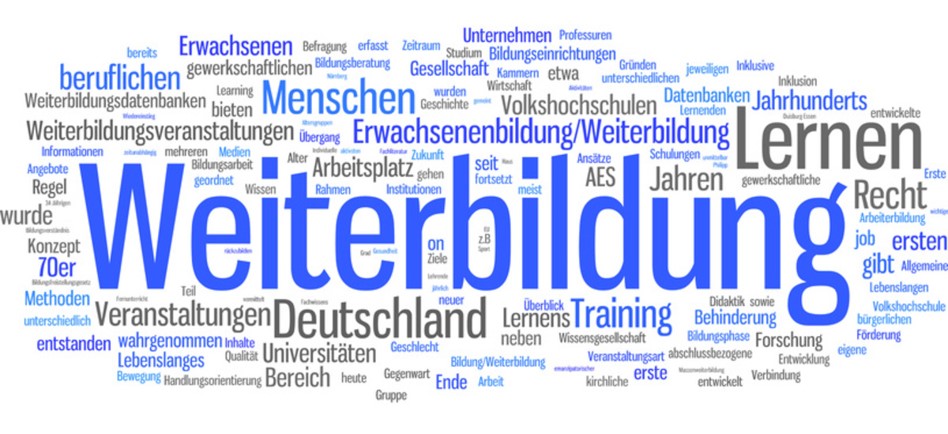 Unternehmen Professuren
Erwachsenen Befragung erfasst Zeitraum Studium Bildungseinrichtungen
bereits gewerkschaftlichen Bildungsberatung Gesellschaft Kammern etwa Gründen jeweiligen Inklusive
unterschiedlichen
beruflichen Learning Menschen wurden Wirtschaft Inklusion
Weiterbildungsdatenbanken bieten Geschichte Volkshochschulen Datenbanken Jahrhunderts
Lernenden entwickelte
Weiterbildungsveranstaltungen Übergang Erwachsenenbildung/Weiterbildung Lernen
Informationen mehreren Medien Alter Zukunft seit Ansätze Schulungen
Angebote Bildungsarbeit Arbeitsplatz gehen AES Jahren gewerkschaftliche Erste
Regel geordnet Wissen Rahmen Institutionen fortsetzt meist Recht
wurde Weiterbildung Arbeiterbildung
Konzept on z.B job ersten
70er Ziele gibt Allgemeine
Methoden Teil neuer Überblick Didaktik sowie Lebenslangen
Veranstaltungen Deutschland Lernens Training Behinderung Volkshochschule
unterschiedlich bürgerlichen
entstanden wahrgenommen Inhalte neben Wissensgesellschaft Bildungsphase Forschung Förderung
Lebenslanges Qualität Universitäten Geschlecht Bildung/Weiterbildung Veranstaltungsart abschlussbezogene eigene
Entwicklung
Bewegung Handlungsorientierung Bereich heute Gegenwart Ende Arbeit kirchliche erste entwickelt Verbindung
Gruppe